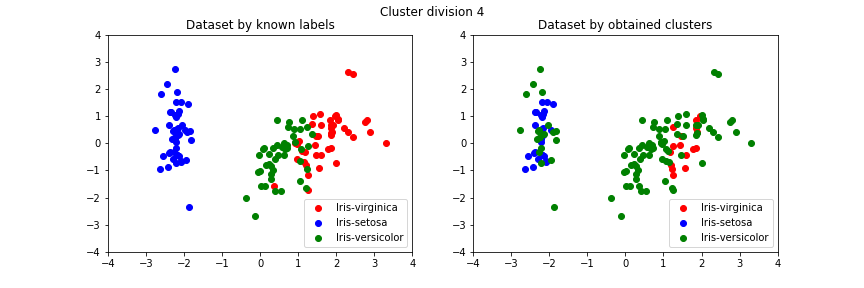 Cluster division 4
Dataset by known labels
4
3
2
1
0
−1
−2
−3
−4
−4 −3 −2 −1 0 1 2 3 4
Iris-virginica
Iris-setosa
Iris-versicolor
Dataset by obtained clusters
4
3
2
1
0
−1
−2
−3
−4
−4 −3 −2 −1 0 1 2 3 4
Iris-virginica
Iris-setosa
Iris-versicolor